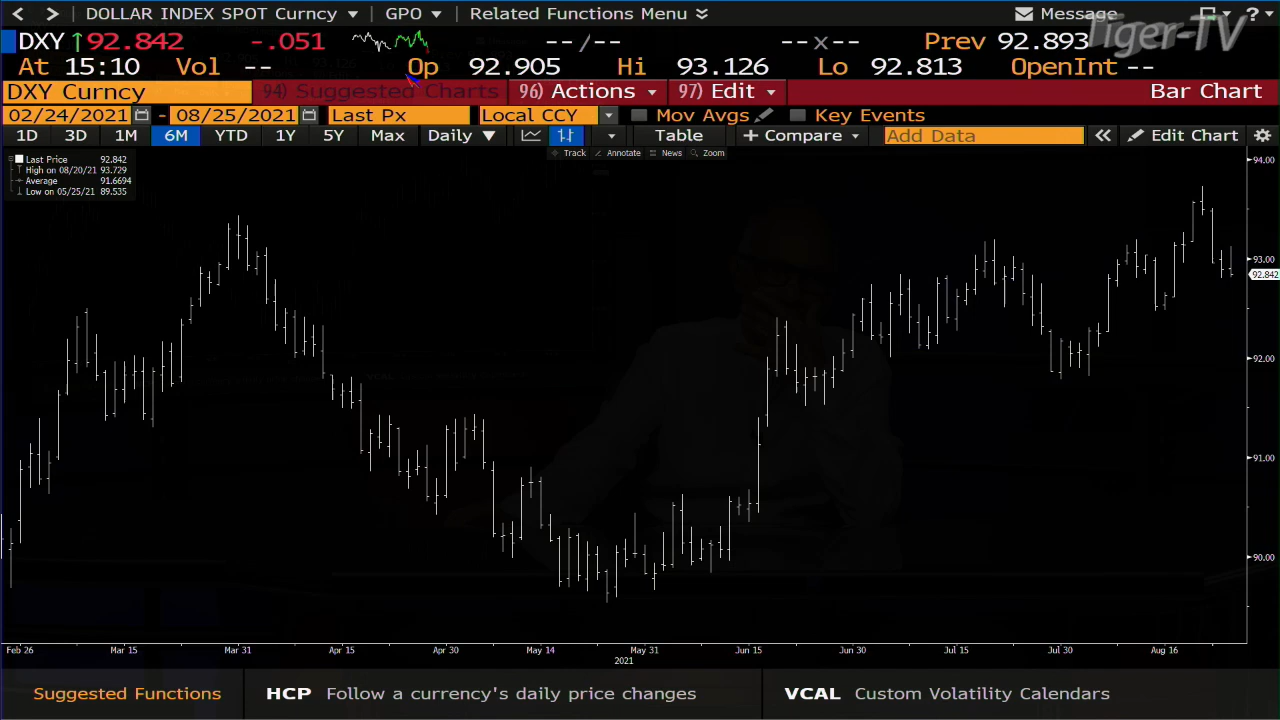 < > DOLLAR INDEX SPOT Curncy ▼ | GPO ▼ | Related Functions Menu Message ?
Tiger-TV
DXY ↑92.842 -.051 --/-- --x-- Prev 92.893
At 15:10 Vol -- Op 92.905 Hi 93.126 Lo 92.813 OpenInt --
DXY Curncy 94) Suggested Charts 96) Actions 97) Edit Bar Chart
02/24/2021 - 08/25/2021 Last Px Local CCY Mov Avgs Key Events
1D 3D 1M 6M YTD 1Y 5Y Max Daily ▼ Table + Compare Add Data « Edit Chart
Track Annotate News Zoom
Last Price 92.842
High on 08/20/21 93.729
Average 91.6694
Low on 05/25/21 89.535
94.00
93.00
92.842
92.00
91.00
90.00
Feb 26 Mar 15 Mar 31 Apr 15 Apr 30 May 14 May 31 Jun 15 Jun 30 Jul 15 Jul 30 Aug 16
2021
Suggested Functions HCP Follow a currency's daily price changes VCAL Custom Volatility Calendars